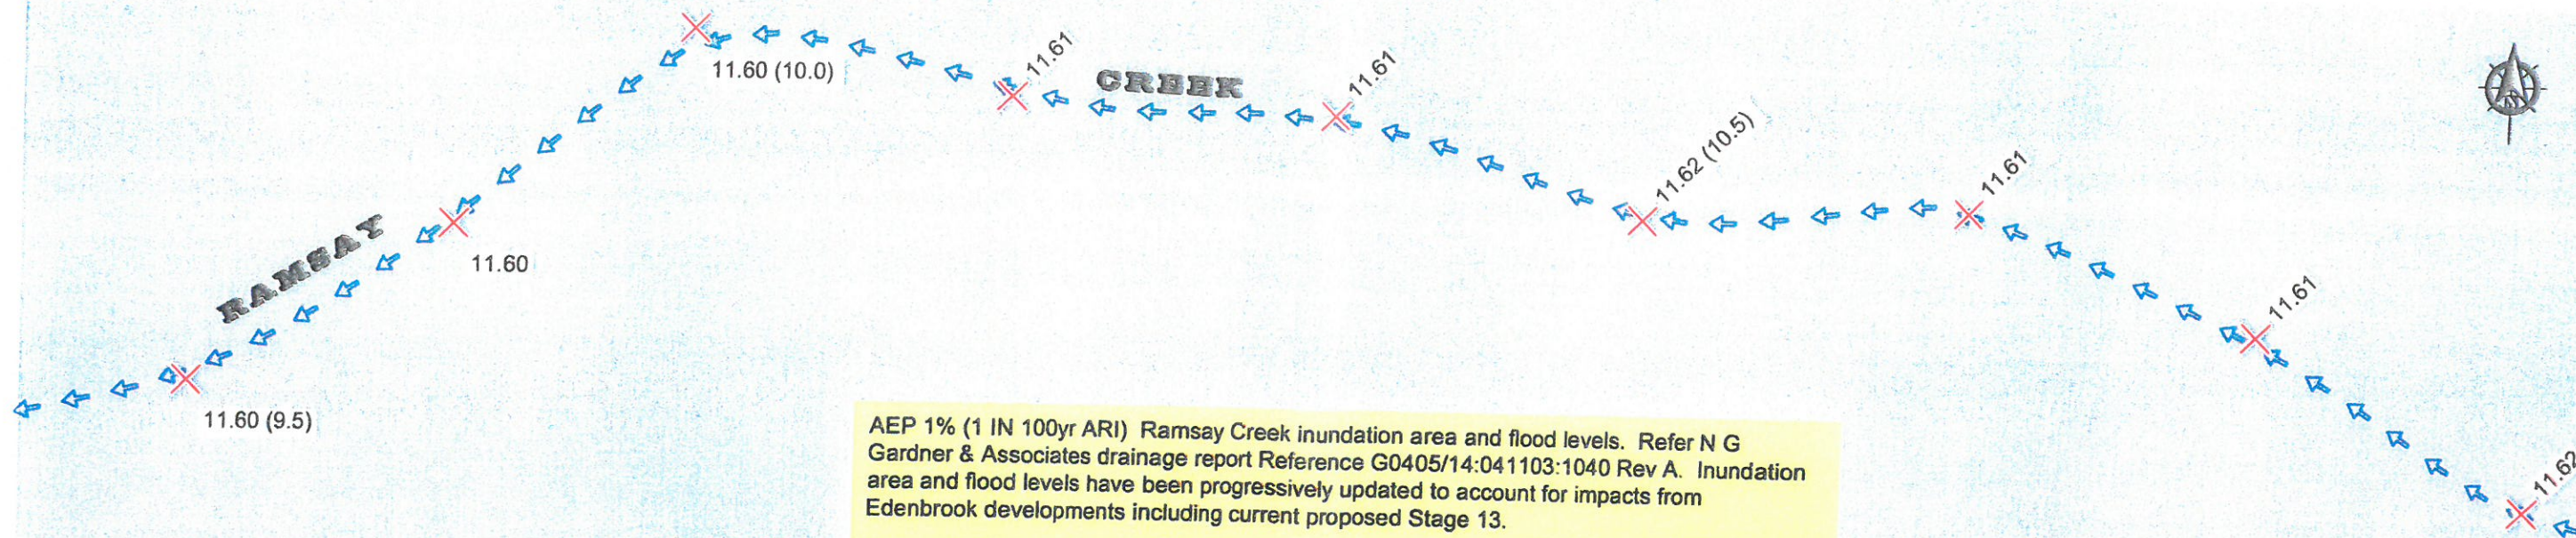 11.60 (10.0)
11.61
CREEK
11.61
11.62 (10.5)
11.61
11.61
11.62
RAMSAY
11.60
11.60 (9.5)
AEP 1% (1 IN 100yr ARI) Ramsay Creek inundation area and flood levels. Refer N G
Gardner & Associates drainage report Reference G0405/14:041103:1040 Rev A. Inundation
area and flood levels have been progressively updated to account for impacts from
Edenbrook developments including current proposed Stage 13.